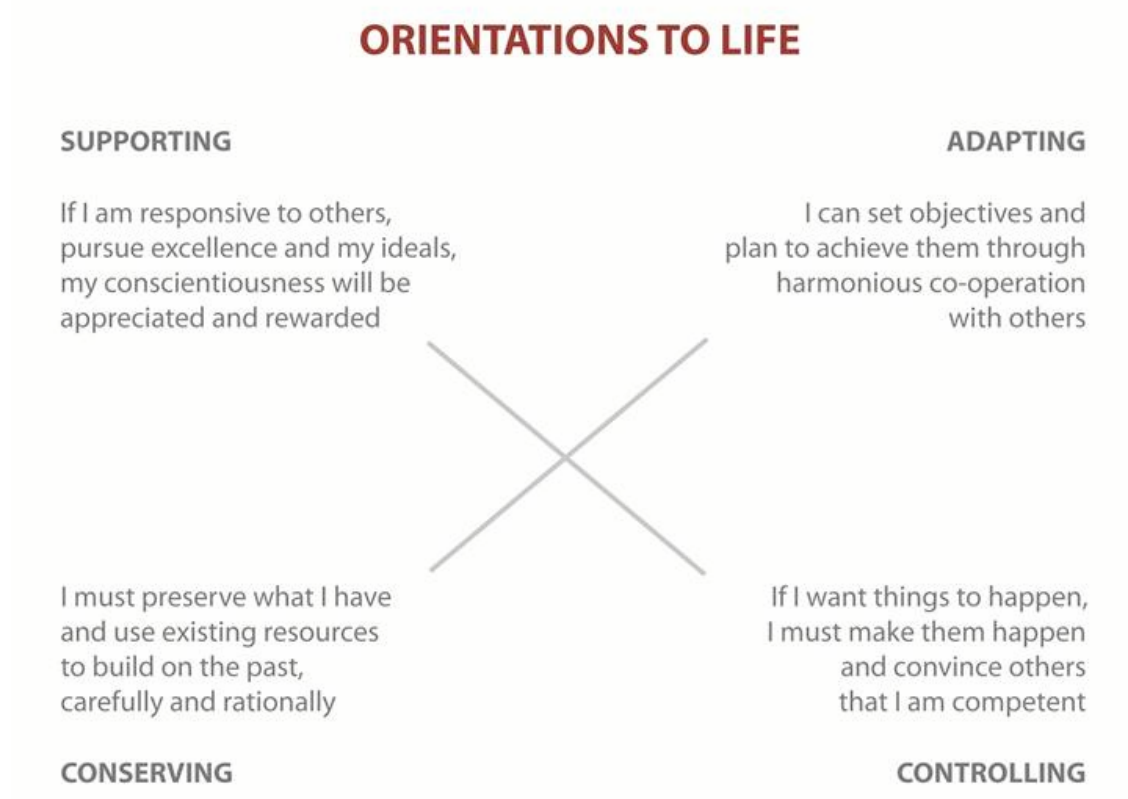 ORIENTATIONS TO LIFE
SUPPORTING
If I am responsive to others,
pursue excellence and my ideals,
my conscientiousness will be
appreciated and rewarded
ADAPTING
I can set objectives and
plan to achieve them through
harmonious co-operation
with others
I must preserve what I have
and use existing resources
to build on the past,
carefully and rationally
CONSERVING
If I want things to happen,
I must make them happen
and convince others
that I am competent
CONTROLLING